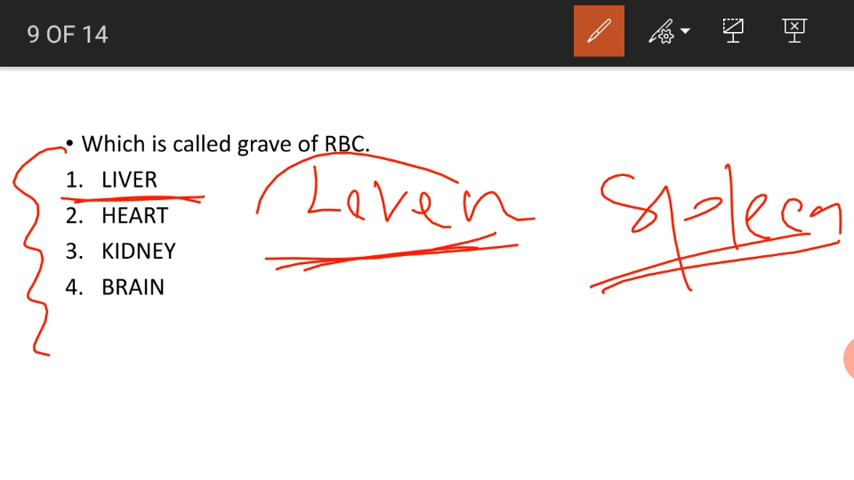 9 OF 14
• Which is called grave of RBC.
1. LIVER
2. HEART
3. KIDNEY
4. BRAIN
Liver
Spleen